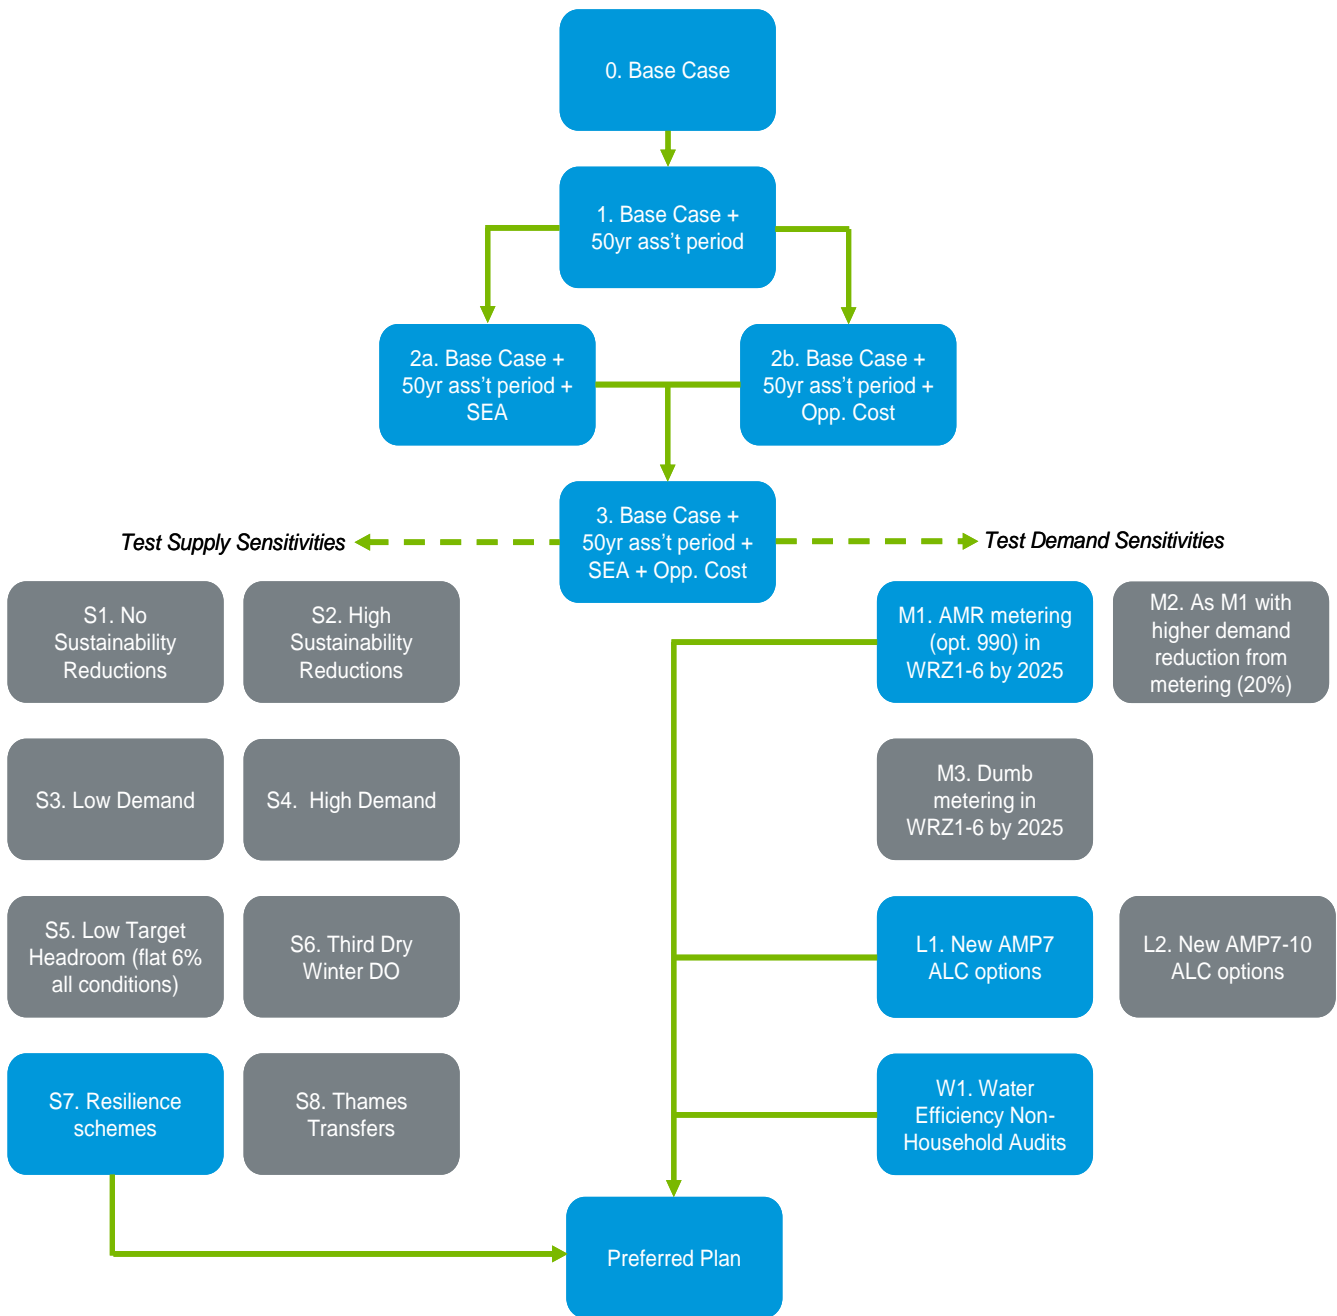 0. Base Case
1. Base Case +
50yr ass't period
2a. Base Case +
50yr ass't period +
SEA
2b. Base Case +
50yr ass't period +
Opp. Cost
3. Base Case +
50yr ass't period +
SEA + Opp. Cost
Test Supply Sensitivities
Test Demand Sensitivities
S1. No
Sustainability
Reductions
S2. High
Sustainability
Reductions
M1. AMR metering
(opt. 990) in
WRZ1-6 by 2025
M2. As M1 with
higher demand
reduction from
metering (20%)
S3. Low Demand
S4. High Demand
M3. Dumb
metering in
WRZ1-6 by 2025
S5. Low Target
Headroom (flat 6%
all conditions)
S6. Third Dry
Winter DO
L1. New AMP7
ALC options
L2. New AMP7-10
ALC options
S7. Resilience
schemes
S8. Thames
Transfers
W1. Water
Efficiency Non-
Household Audits
Preferred Plan